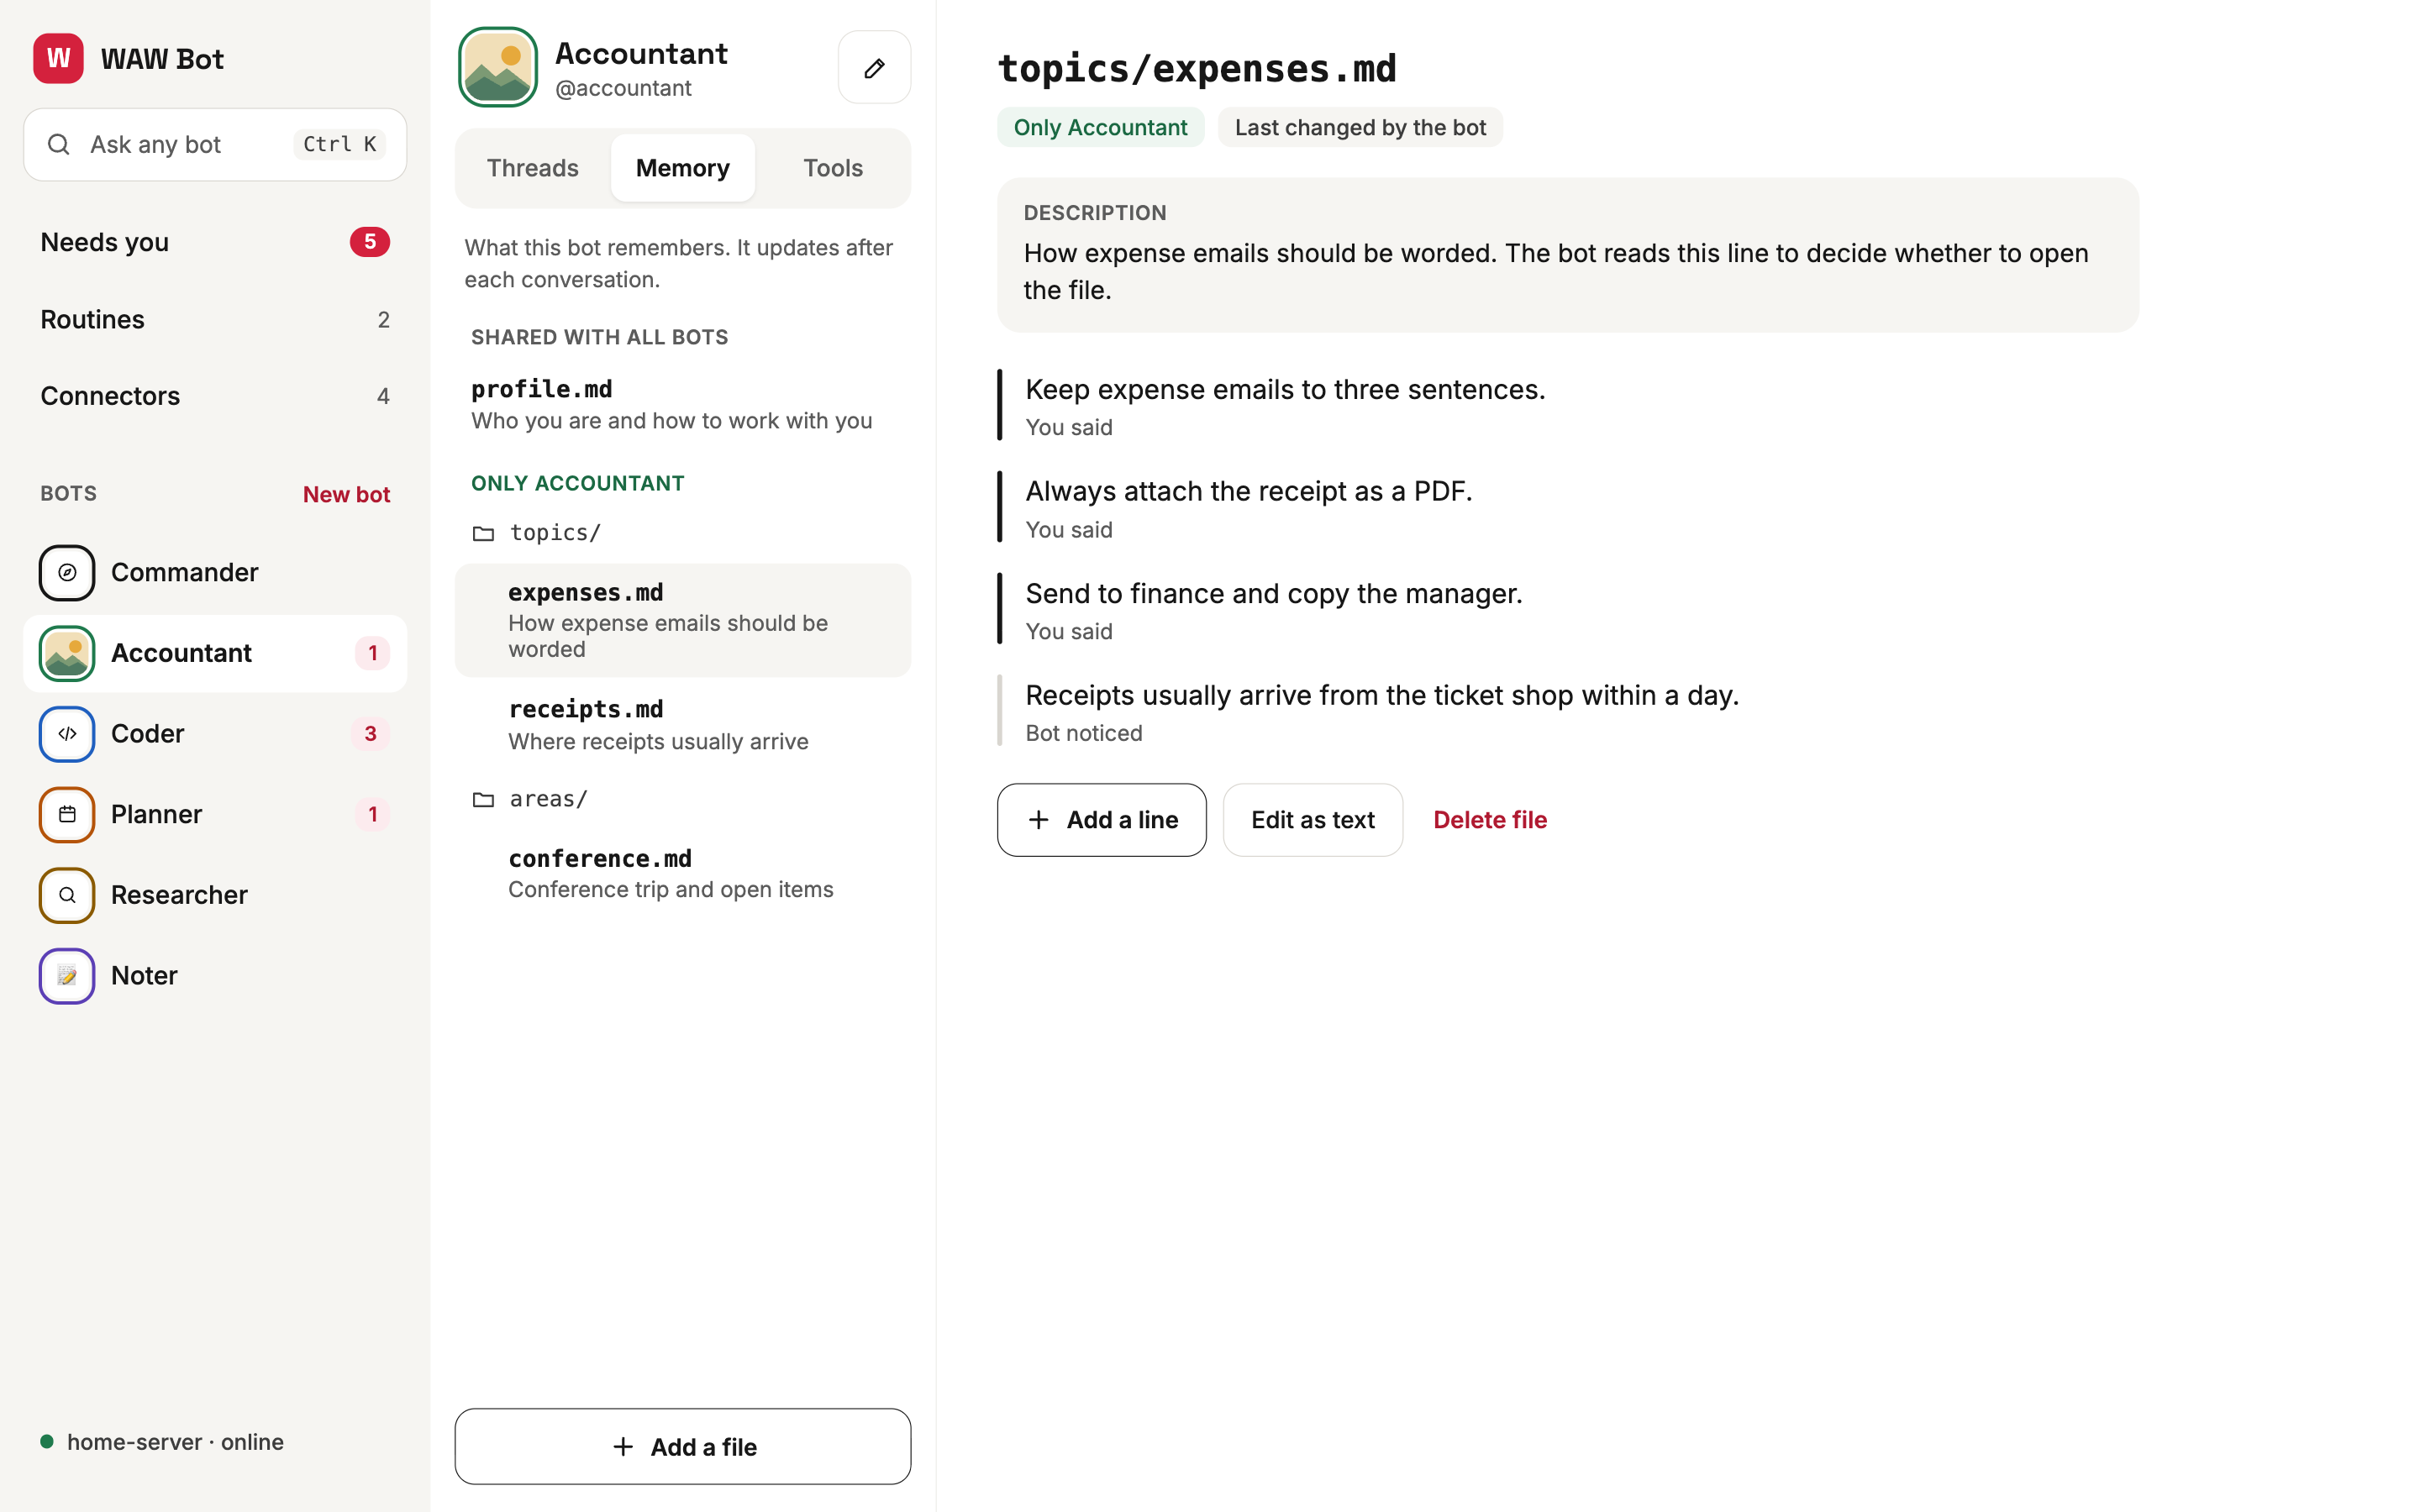 W WAW Bot
Ask any bot Ctrl K
Needs you 5
Routines 2
Connectors 4
BOTS New bot
Commander
Accountant 1
Coder 3
Planner 1
Researcher
Noter
home-server · online
Accountant
@accountant
Threads Memory Tools
What this bot remembers. It updates after
each conversation.
SHARED WITH ALL BOTS
profile.md
Who you are and how to work with you
ONLY ACCOUNTANT
topics/
expenses.md
How expense emails should be
worded
receipts.md
Where receipts usually arrive
areas/
conference.md
Conference trip and open items
Add a file
topics/expenses.md
Only Accountant Last changed by the bot
DESCRIPTION
How expense emails should be worded. The bot reads this line to decide whether to open
the file.
Keep expense emails to three sentences.
You said
Always attach the receipt as a PDF.
You said
Send to finance and copy the manager.
You said
Receipts usually arrive from the ticket shop within a day.
Bot noticed
Add a line Edit as text Delete file